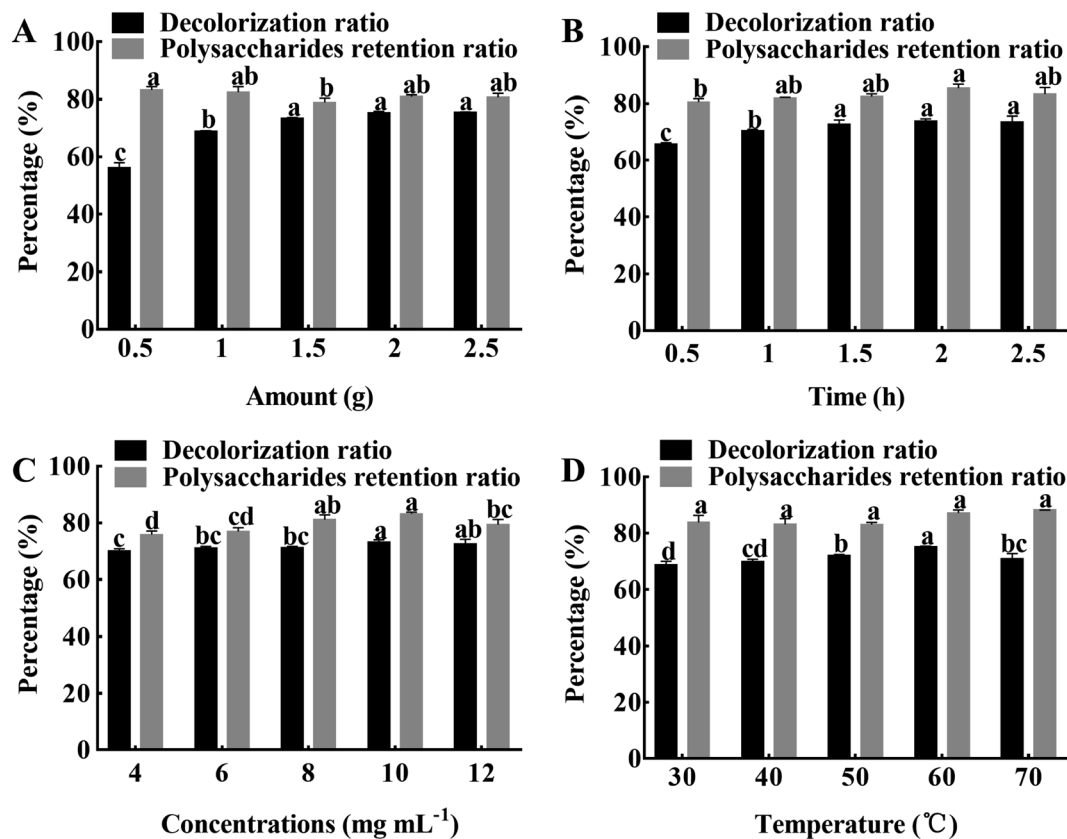 A
Decolorization ratio
Polysaccharides retention ratio
Percentage (%)
100
80
60
40
20
0
c a
b ab
a b
a ab
a ab
0.5 1 1.5 2 2.5
Amount (g)
B
Decolorization ratio
Polysaccharides retention ratio
Percentage (%)
100
80
60
40
20
0
c b
b ab
a ab
a a
a ab
0.5 1 1.5 2 2.5
Time (h)
C
Decolorization ratio
Polysaccharides retention ratio
Percentage (%)
100
80
60
40
20
0
c d
bc cd
bc ab
a a
ab bc
4 6 8 10 12
Concentrations (mg mL⁻¹)
D
Decolorization ratio
Polysaccharides retention ratio
Percentage (%)
100
80
60
40
20
0
d a
cd a
b a
a a
bc a
30 40 50 60 70
Temperature (℃)